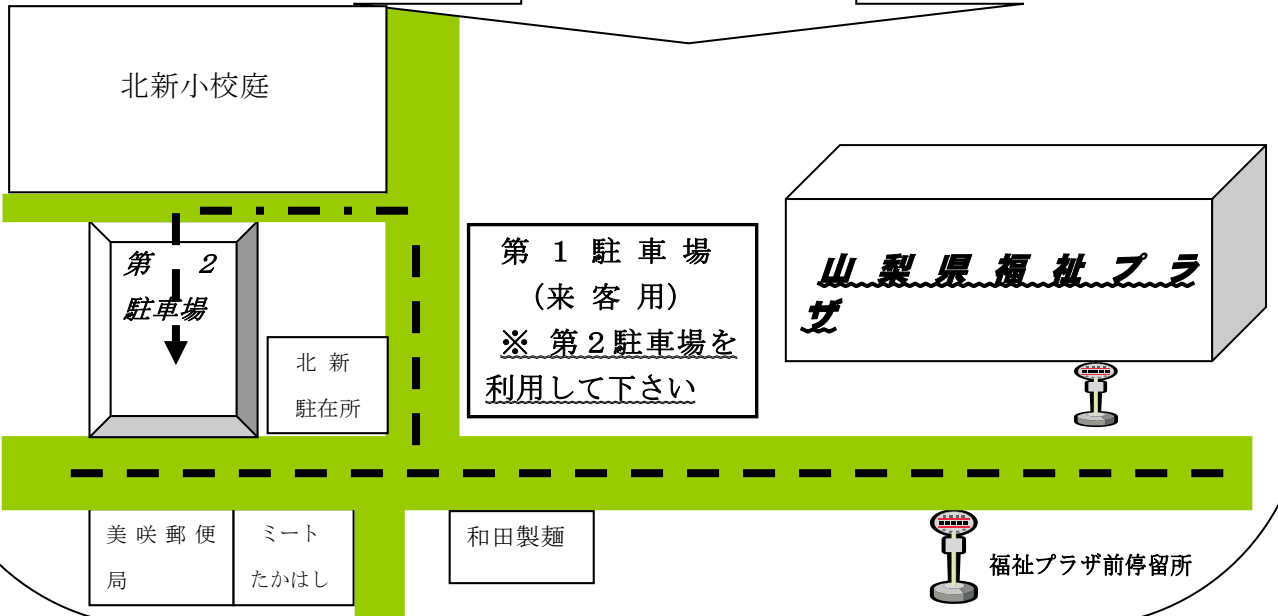 北新小校庭
山梨県福祉プラ
ザ
第1駐車場
(来客用)
※ 第2駐車場を
利用して下さい
第 2
駐車場
北新
駐在所
美咲郵便
局
ミート
たかはし
和田製麺
福祉プラザ前停留所